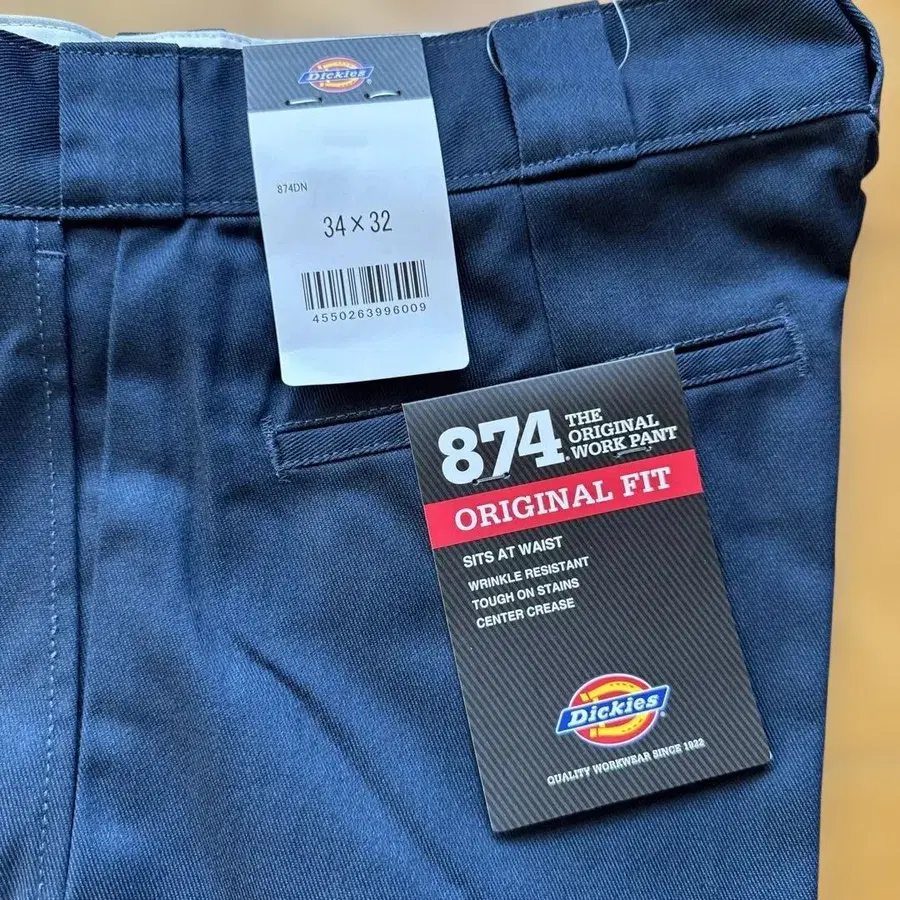 Dickies
874DN
34 × 32
4550263996009
874.
THE
ORIGINAL
WORK PANT
ORIGINAL FIT
SITS AT WAIST
WRINKLE RESISTANT
TOUGH ON STAINS
CENTER CREASE
Dickies
QUALITY WORKWEAR SINCE 1922